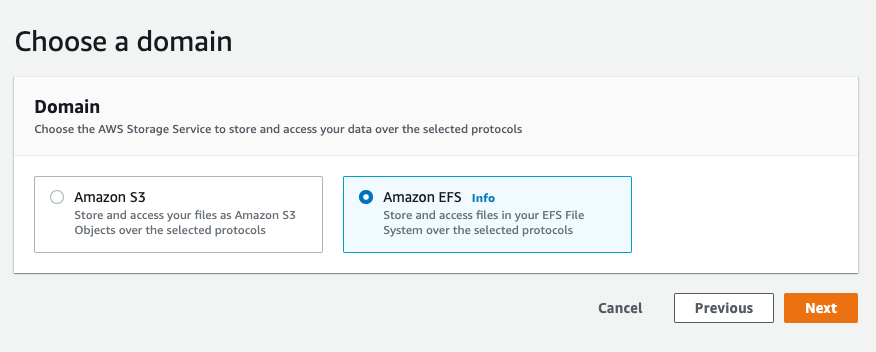 Choose a domain
Domain
Choose the AWS Storage Service to store and access your data over the selected protocols
Amazon S3
Store and access your files as Amazon S3
Objects over the selected protocols
Amazon EFS Info
Store and access files in your EFS File
System over the selected protocols
Cancel Previous Next